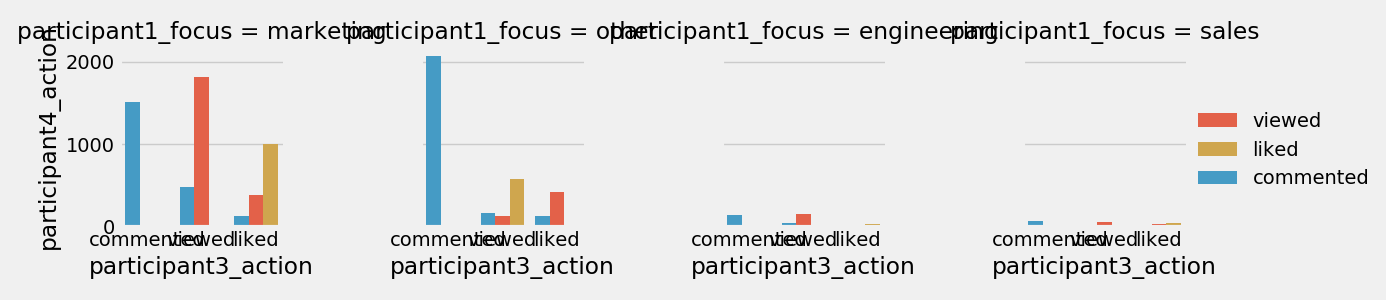 participant1_focus = marketing
participant1_focus = other
participant1_focus = engineering
participant1_focus = sales
participant4_action
2000
1000
0
commented viewed liked
commented viewed liked
commented viewed liked
commented viewed liked
participant3_action
participant3_action
participant3_action
participant3_action
viewed
liked
commented